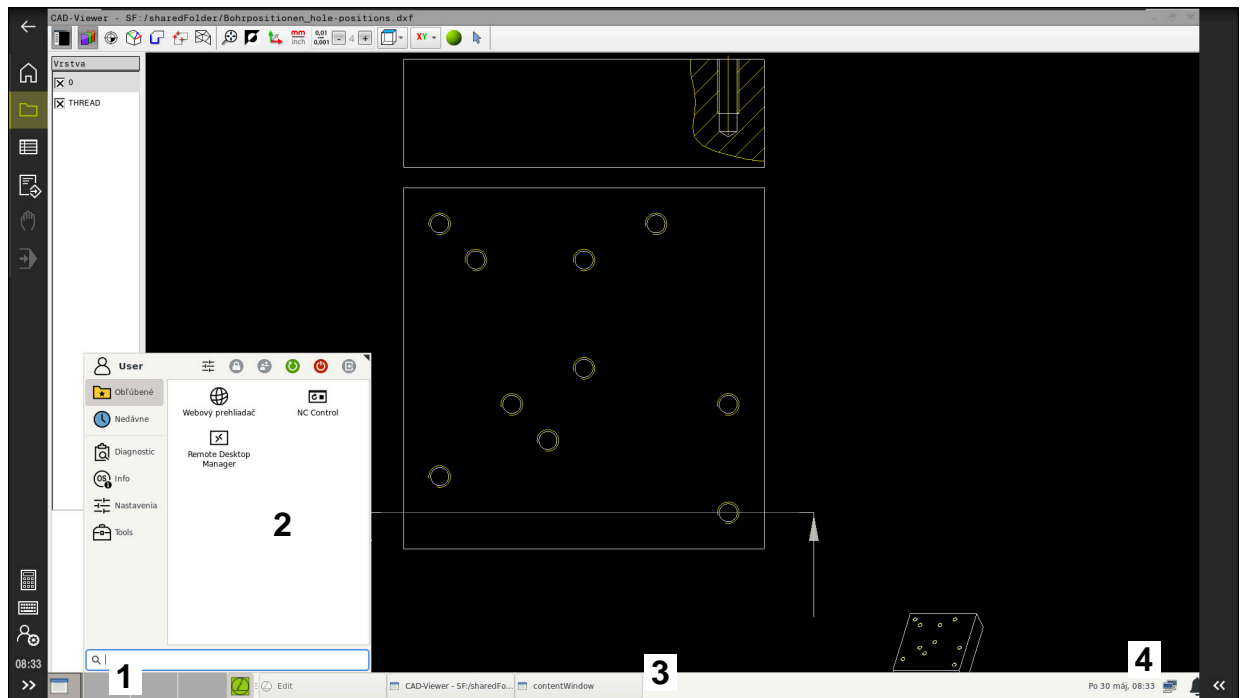 CAD-Viewer - SF:/sharedFolder/Bohrpositionen_hole-positions.dxf
mm
inch
0,01
0,001
4
XY
Vrstva
0
THREAD
User
Obľúbené
Nedávne
Diagnostic
Info
Nastavenia
Tools
Webový prehliadač
NC Control
Remote Desktop
Manager
OS
2
08:33
1
Edit
CAD-Viewer - SF:/sharedFo...
contentWindow
3
4
Po 30 máj, 08:33